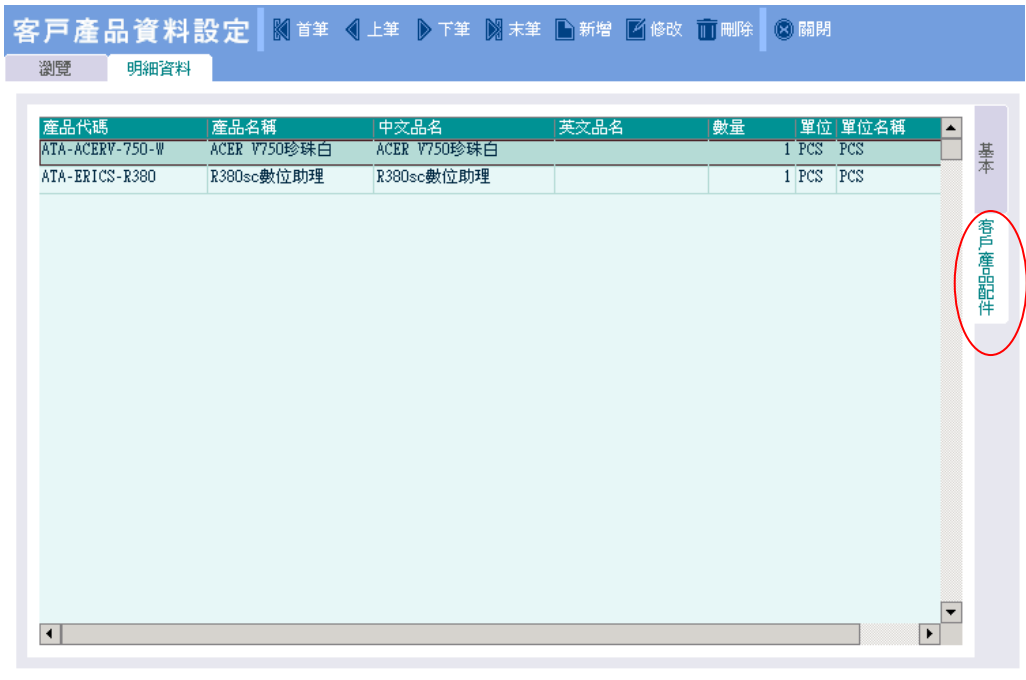 客戶產品資料設定 首筆 上筆 下筆 末筆 新增 修改 刪除 關閉
瀏覽 明細資料
產品代碼 產品名稱 中文品名 英文品名 數量 單位 單位名稱
ATA-ACERV-750-W ACER V750珍珠白 ACER V750珍珠白 1 PCS PCS
ATA-ERICS-R380 R380sc數位助理 R380sc數位助理 1 PCS PCS
基本
客戶產品配件